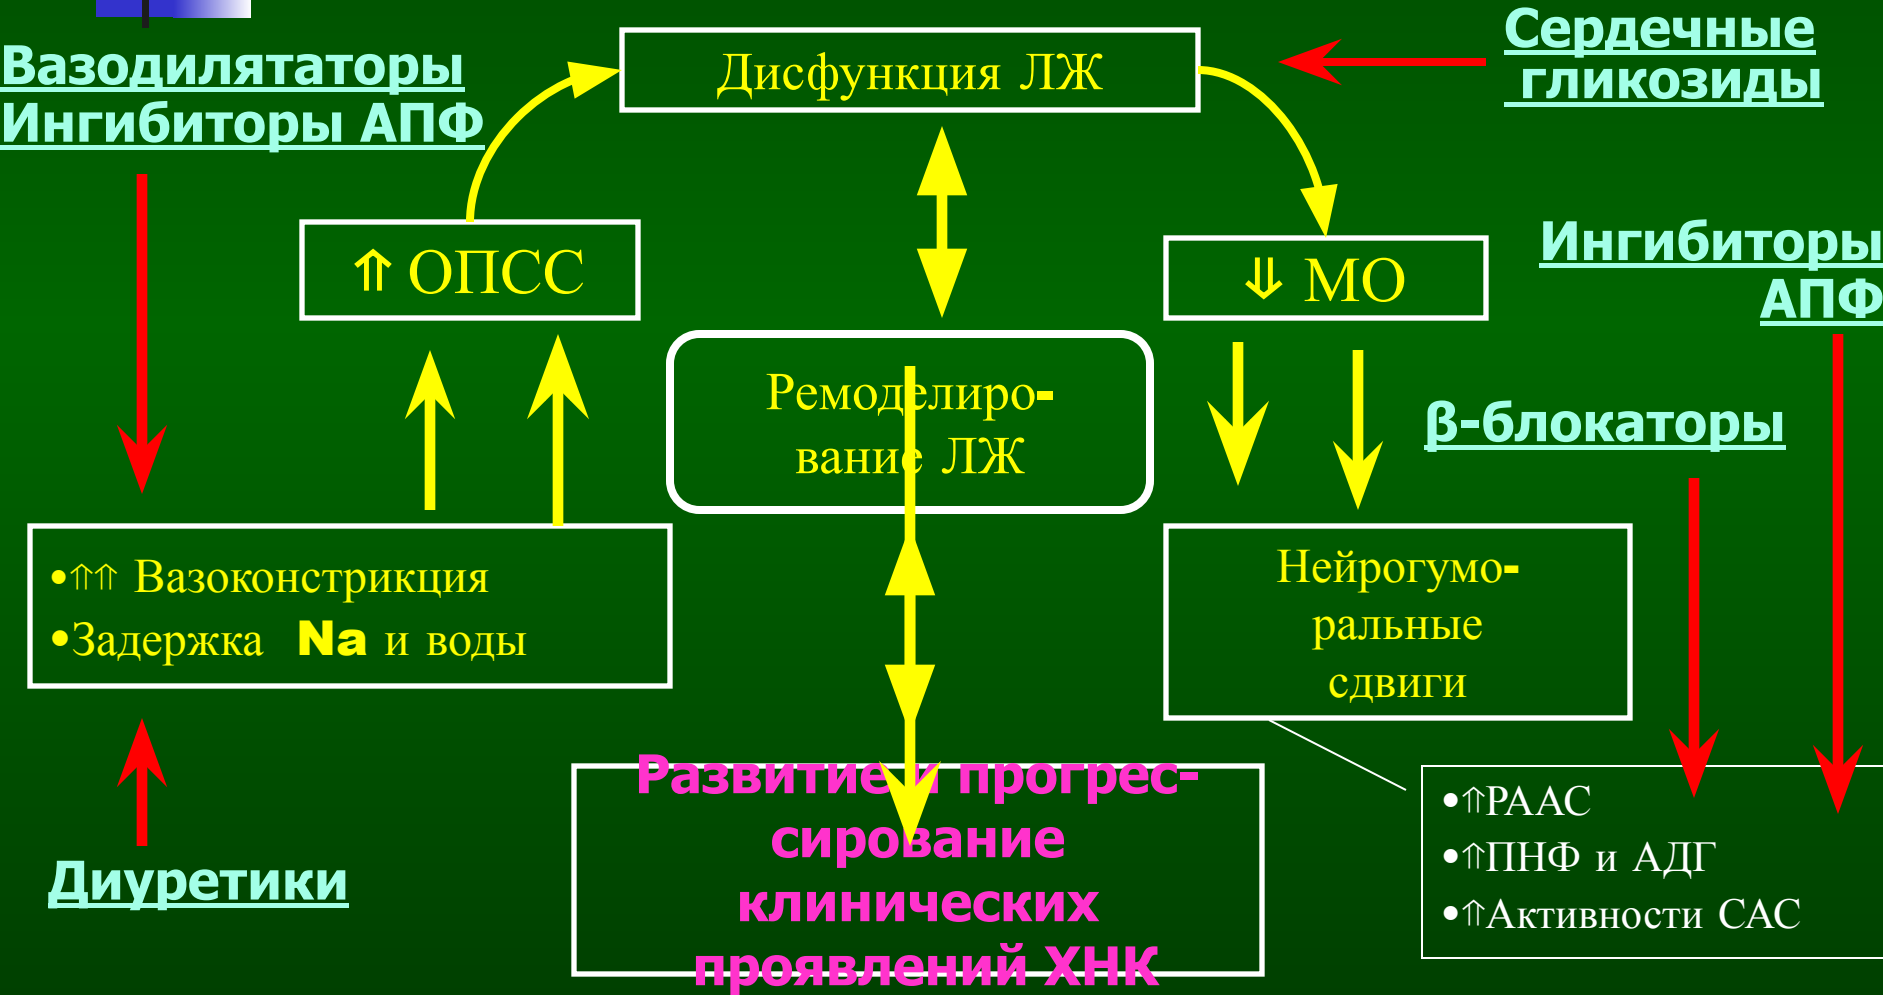 Вазодилятаторы
Ингибиторы АПФ
Дисфункция ЛЖ
Сердечные
гликозиды
⇑ ОПСС
⇓ МО
Ингибиторы
АПФ
Ремоделиро-
вание ЛЖ
β-блокаторы
•⇑⇑ Вазоконстрикция
•Задержка Na и воды
Нейрогумо-
ральные
сдвиги
Диуретики
Развитие и прогрес-
сирование
клинических
проявлений ХНК
•⇑РААС
•⇑ПНФ и АДГ
•⇑Активности САС